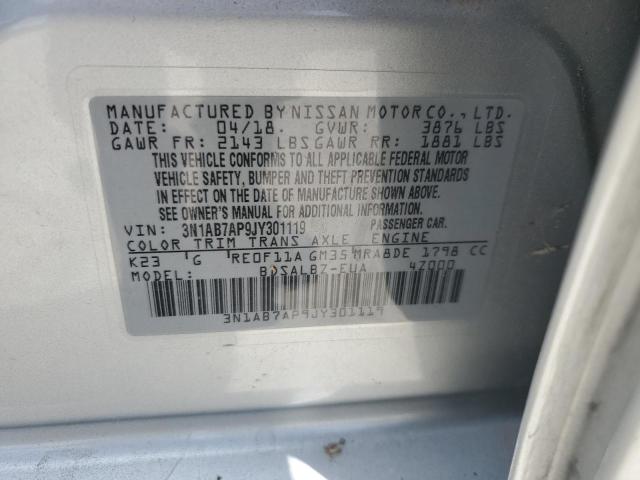 MANUFACTURED BY NISSAN MOTOR CO., LTD.
DATE: 04/18. GVWR: 3876 LBS
GAWR FR: 2143 LBS GAWR RR: 1881 LBS
THIS VEHICLE CONFORMS TO ALL APPLICABLE FEDERAL MOTOR
VEHICLE SAFETY, BUMPER AND THEFT PREVENTION STANDARDS
IN EFFECT ON THE DATE OF MANUFACTURE SHOWN ABOVE.
SEE OWNER'S MANUAL FOR ADDITIONAL INFORMATION.
VIN: 3N1AB7AP9JY301119 PASSENGER CAR.
COLOR TRIM TRANS AXLE ENGINE
K23 G RE0F11A GM35 MRA8DE 1798 CC
MODEL: BDSALBZ-EUA 4Z000
3N1AB7AP9JY301119